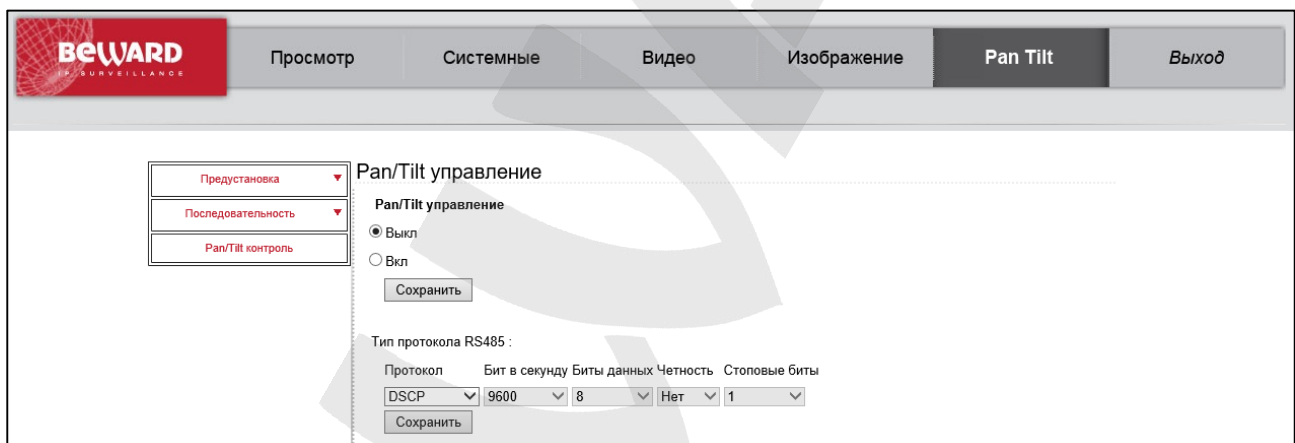 BEWARD
IP SURVEILLANCE
Просмотр Системные Видео Изображение Pan Tilt Выход
Предустановка
Последовательность
Pan/Tilt контроль
Pan/Tilt управление
Pan/Tilt управление
Выкл
Вкл
Сохранить
Тип протокола RS485 :
Протокол Бит в секунду Биты данных Четность Стоповые биты
DSCP 9600 8 Нет 1
Сохранить